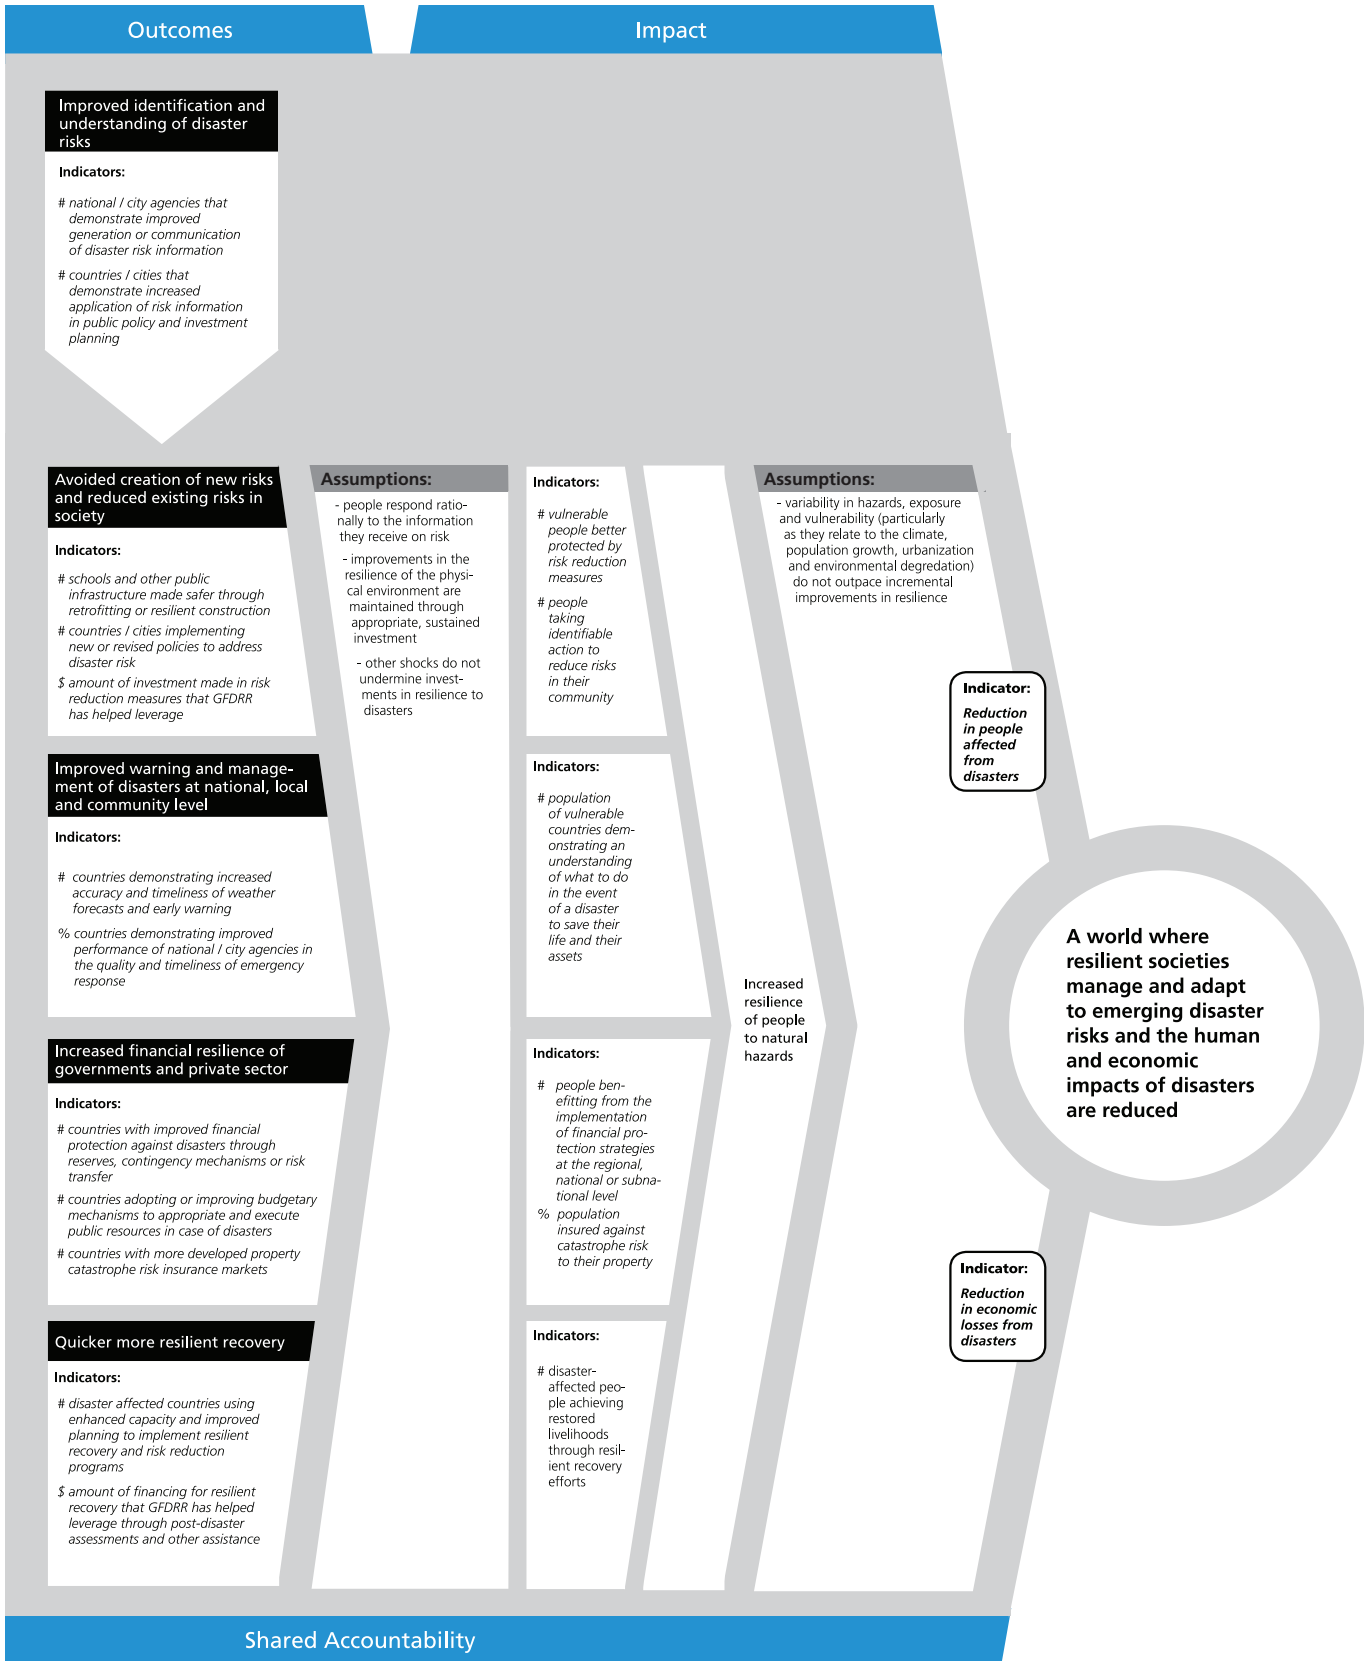 Outcomes
Impact
Improved identification and
understanding of disaster
risks
Indicators:
# national / city agencies that
demonstrate improved
generation or communication
of disaster risk information
# countries / cities that
demonstrate increased
application of risk information
in public policy and investment
planning
Avoided creation of new risks
and reduced existing risks in
society
Indicators:
# schools and other public
infrastructure made safer through
retrofitting or resilient construction
# countries / cities implementing
new or revised policies to address
disaster risk
$ amount of investment made in risk
reduction measures that GFDRR
has helped leverage
Improved warning and manage-
ment of disasters at national, local
and community level
Indicators:
# countries demonstrating increased
accuracy and timeliness of weather
forecasts and early warning
% countries demonstrating improved
performance of national / city agencies in
the quality and timeliness of emergency
response
Increased financial resilience of
governments and private sector
Indicators:
# countries with improved financial
protection against disasters through
reserves, contingency mechanisms or risk
transfer
# countries adopting or improving budgetary
mechanisms to appropriate and execute
public resources in case of disasters
# countries with more developed property
catastrophe risk insurance markets
Quicker more resilient recovery
Indicators:
# disaster affected countries using
enhanced capacity and improved
planning to implement resilient
recovery and risk reduction
programs
$ amount of financing for resilient
recovery that GFDRR has helped
leverage through post-disaster
assessments and other assistance
Assumptions:
- people respond ratio-
nally to the information
they receive on risk
- improvements in the
resilience of the physi-
cal environment are
maintained through
appropriate, sustained
investment
- other shocks do not
undermine invest-
ments in resilience to
disasters
Indicators:
# vulnerable
people better
protected by
risk reduction
measures
# people
taking
identifiable
action to
reduce risks
in their
community
Indicators:
# population
of vulnerable
countries dem-
onstrating an
understanding
of what to do
in the event
of a disaster
to save their
life and their
assets
Indicators:
# people ben-
efitting from the
implementation
of financial pro-
tection strategies
at the regional,
national or subna-
tional level
% population
insured against
catastrophe risk
to their property
Indicators:
# disaster-
affected peo-
ple achieving
restored
livelihoods
through resil-
ient recovery
efforts
Increased
resilience
of people
to natural
hazards
Assumptions:
- variability in hazards, exposure
and vulnerability (particularly
as they relate to the climate,
population growth, urbanization
and environmental degredation)
do not outpace incremental
improvements in resilience
Indicator:
Reduction
in people
affected
from
disasters
A world where
resilient societies
manage and adapt
to emerging disaster
risks and the human
and economic
impacts of disasters
are reduced
Indicator:
Reduction
in economic
losses from
disasters
Shared Accountability